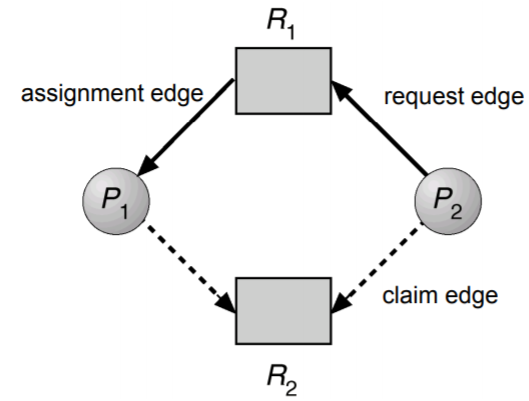 R1
assignment edge
request edge
P1
P2
claim edge
R2